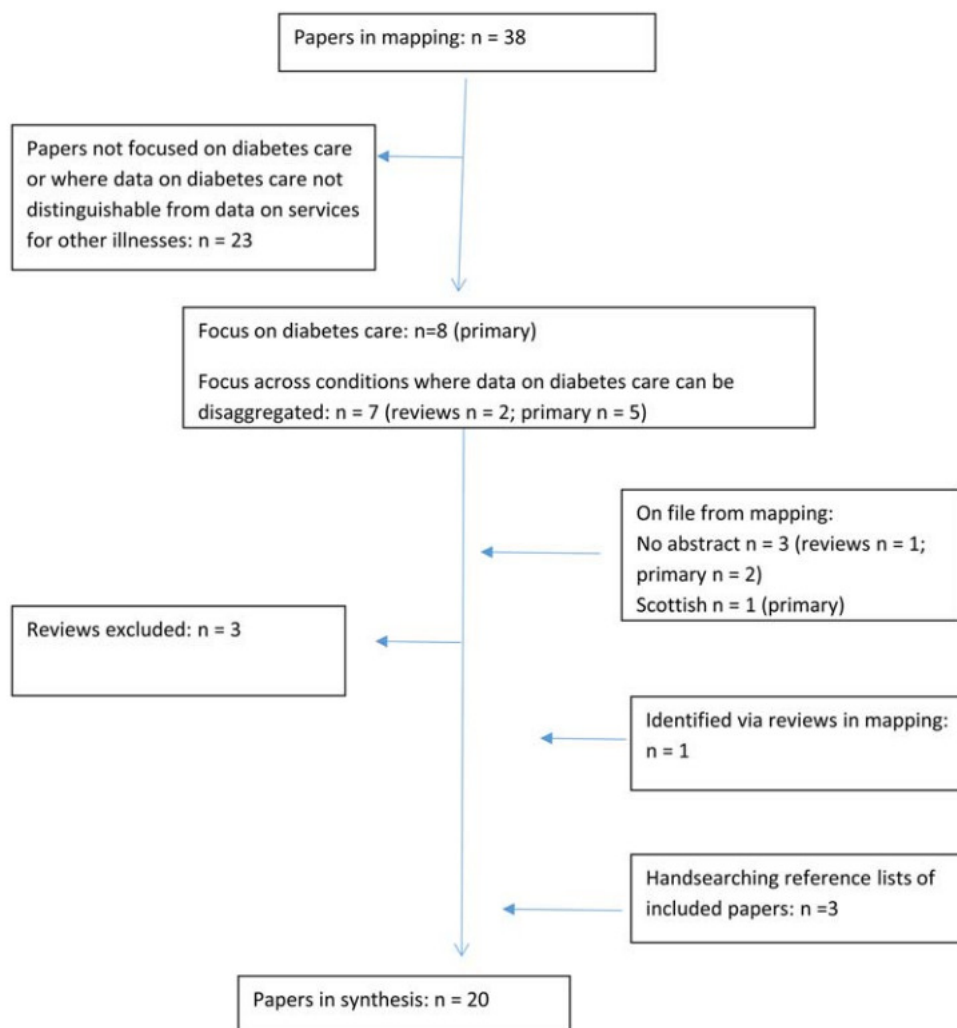 Papers in mapping: n = 38
Papers not focused on diabetes care
or where data on diabetes care not
distinguishable from data on services
for other illnesses: n = 23
Focus on diabetes care: n=8 (primary)
Focus across conditions where data on diabetes care can be
disaggregated: n = 7 (reviews n = 2; primary n = 5)
On file from mapping:
No abstract n = 3 (reviews n = 1;
primary n = 2)
Scottish n = 1 (primary)
Reviews excluded: n = 3
Identified via reviews in mapping:
n = 1
Handsearching reference lists of
included papers: n =3
Papers in synthesis: n = 20